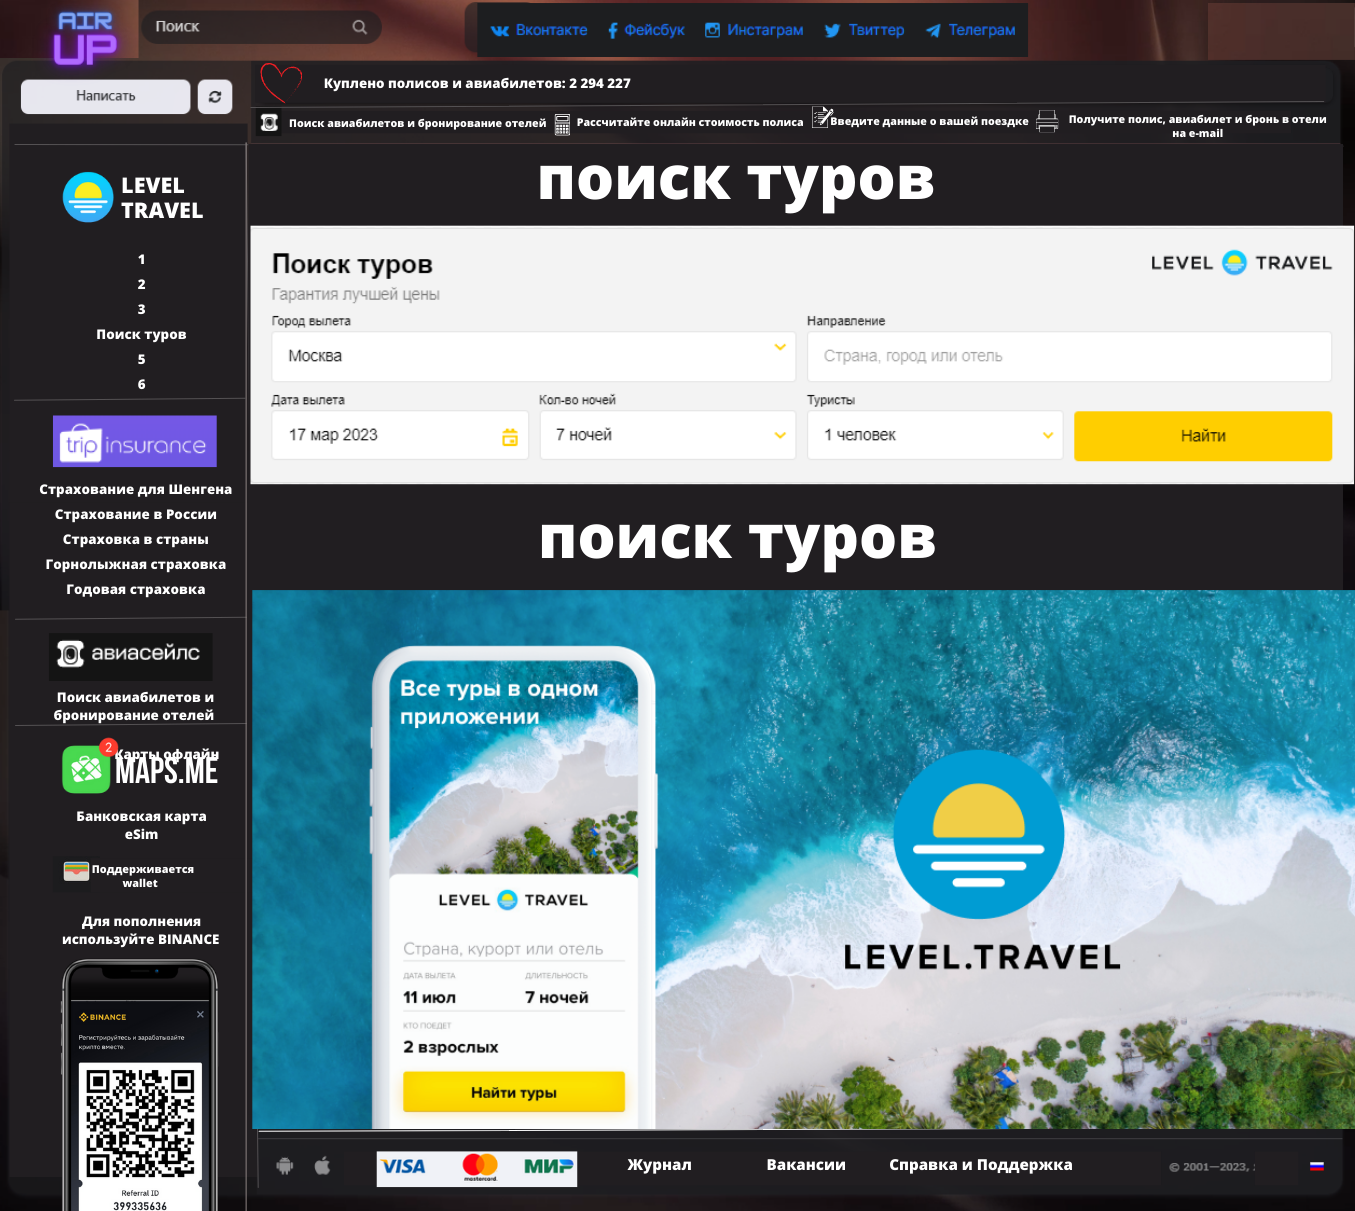 AIR
UP
Поиск
Вконтакте
Фейсбук
Инстаграм
Твиттер
Телеграм
Написать
Куплено полисов и авиабилетов: 2 294 227
Поиск авиабилетов и бронирование отелей
Рассчитайте онлайн стоимость полиса
Введите данные о вашей поездке
Получите полис, авиабилет и бронь в отели
на e-mail
LEVEL
TRAVEL
1
2
3
Поиск туров
5
6
trip insurance
Страхование для Шенгена
Страхование в России
Страховка в страны
Горнолыжная страховка
Годовая страховка
авиасейлс
Поиск авиабилетов и
бронирование отелей
2
Карты офлайн
MAPS.ME
Банковская карта
eSim
Поддерживается
wallet
Для пополнения
используйте BINANCE
BINANCE
Регистрируйтесь и зарабатывайте
крипто вместе.
Referral ID
399335636
поиск туров
Поиск туров
LEVEL TRAVEL
Гарантия лучшей цены
Город вылета
Направление
Москва
Страна, город или отель
Дата вылета
Кол-во ночей
Туристы
17 мар 2023
7 ночей
1 человек
Найти
поиск туров
Все туры в одном
приложении
LEVEL TRAVEL
Страна, курорт или отель
ДАТА ВЫЛЕТА
ДЛИТЕЛЬНОСТЬ
11 июл
7 ночей
КТО ПОЕДЕТ
2 взрослых
Найти туры
LEVEL.TRAVEL
VISA
mastercard.
МИР
Журнал
Вакансии
Справка и Поддержка
© 2001—2023,